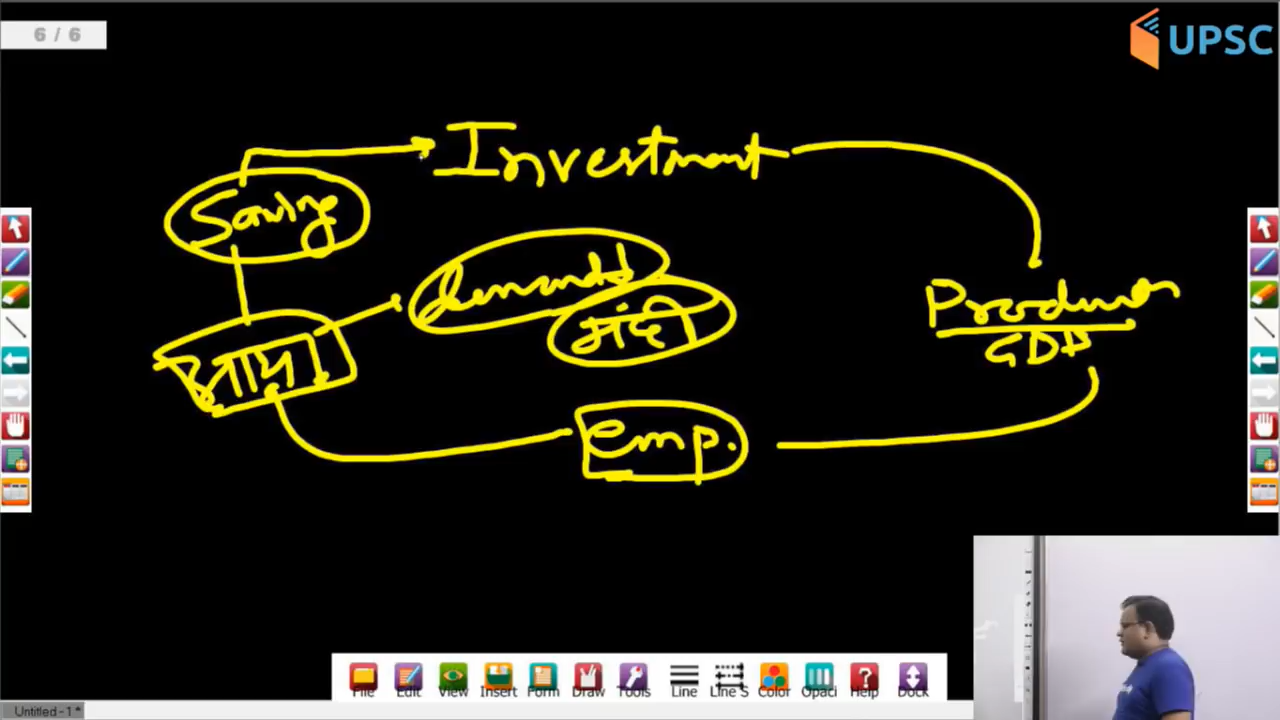 6 / 6
UPSC
Investment
Saving
demand
मंदी
Production
GDP
आय
emp.
File Edit View Insert Form Draw Tools Line Line S Color Opaci Help Dock
Untitled - 1 *